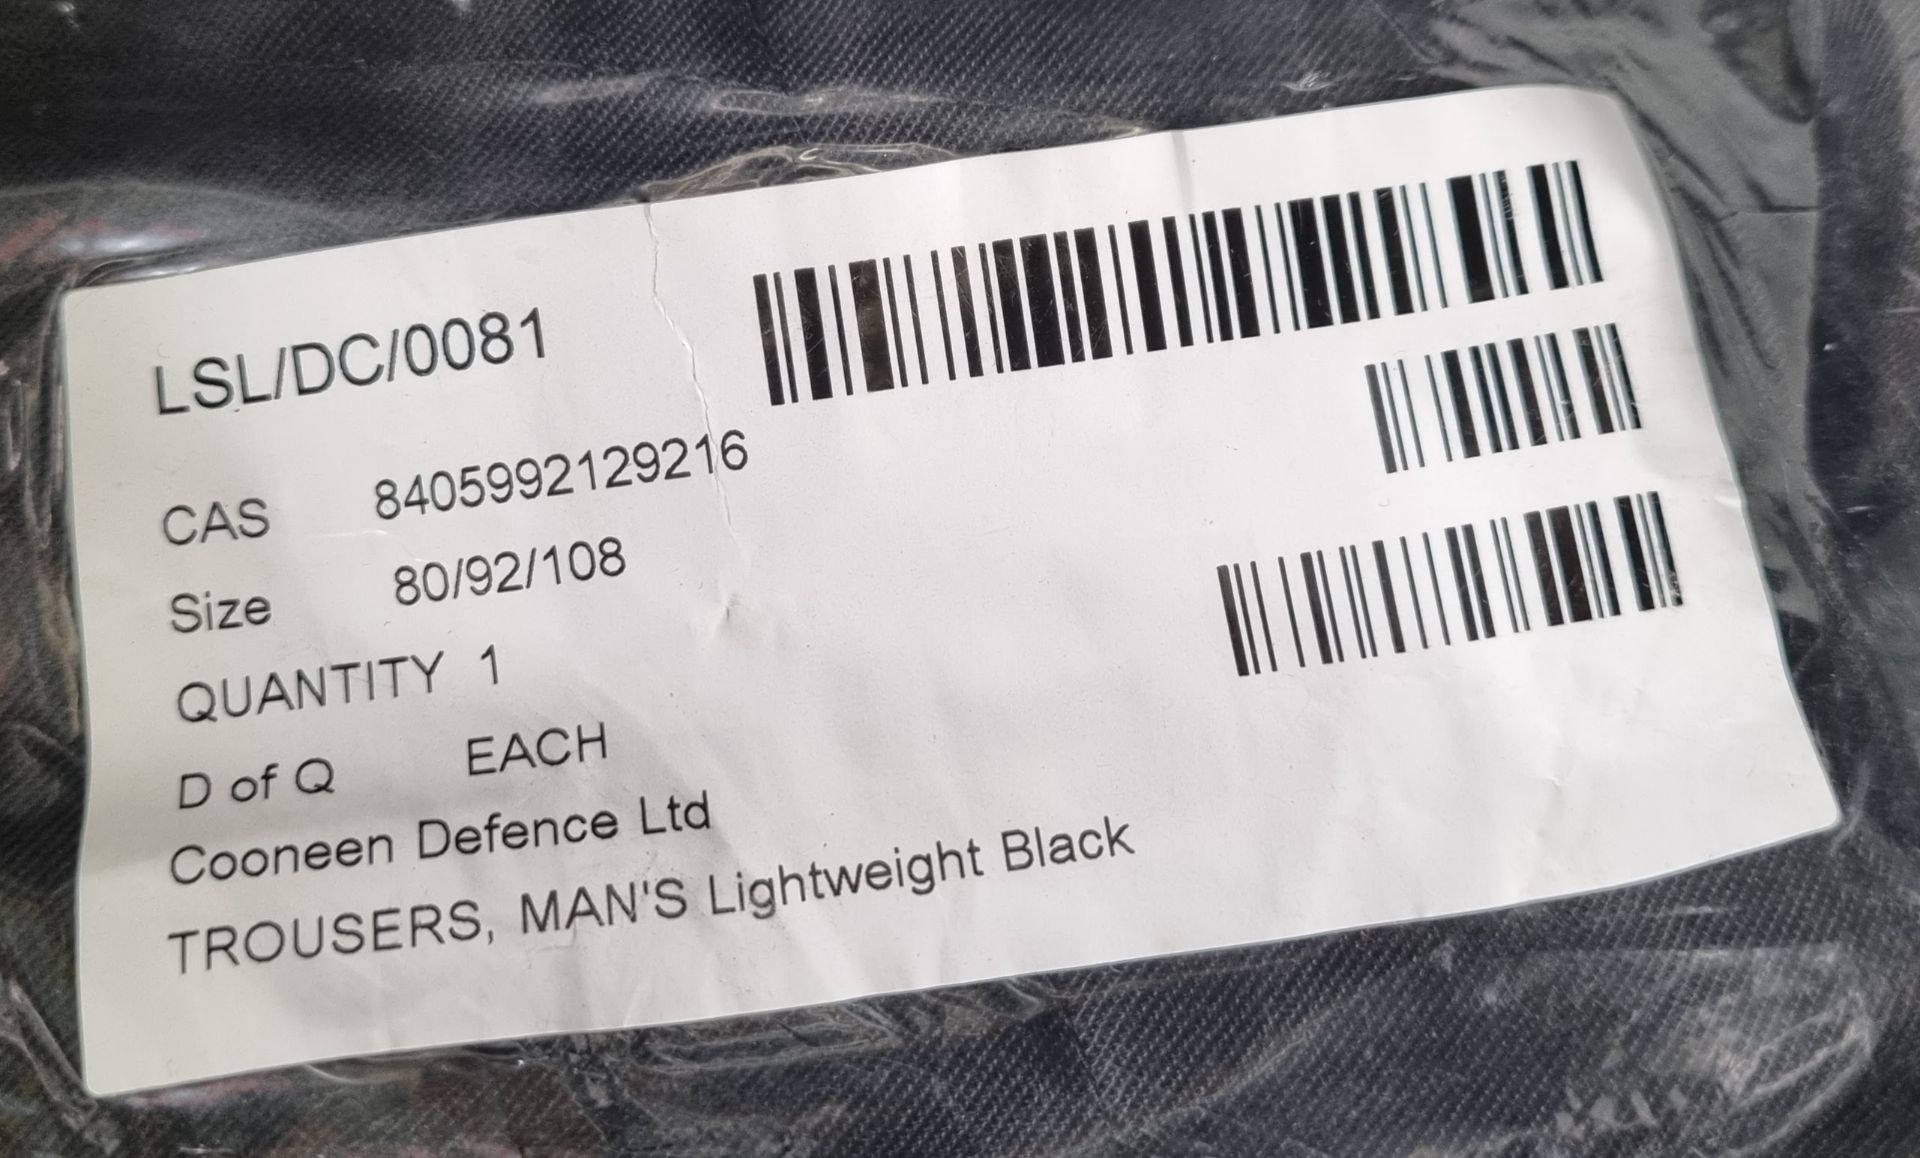 LSL/DC/0081
CAS 8405992129216
Size 80/92/108
QUANTITY 1
D of Q EACH
Cooneen Defence Ltd
TROUSERS, MAN'S Lightweight Black